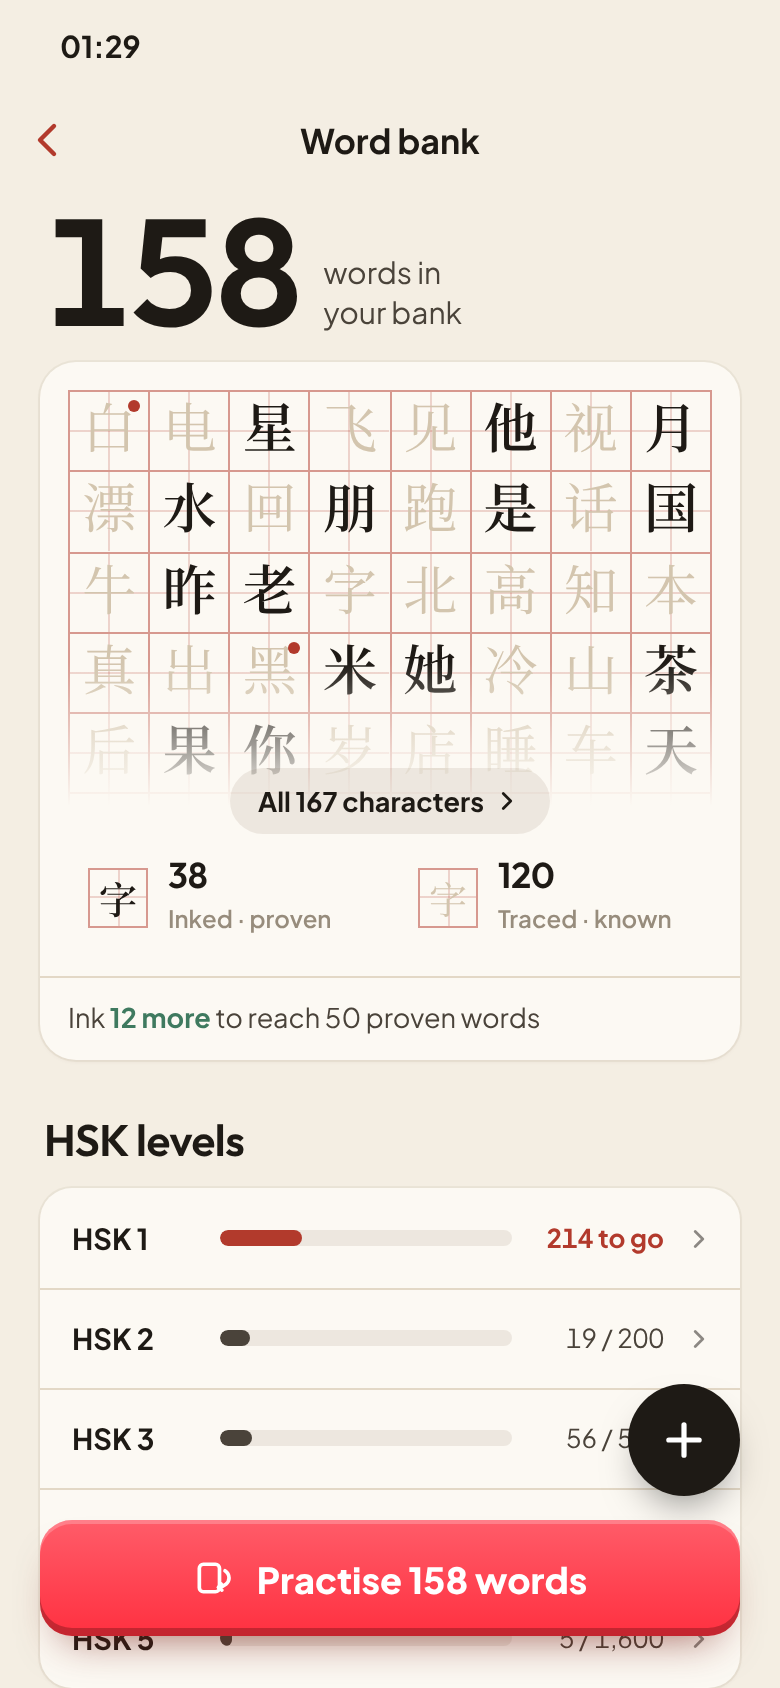 01:29
Word bank
158
words in
your bank
白电星飞见他视月
漂水回朋跑是话国
牛昨老字北高知本
真出黑米她冷山茶
后果你岁店睡车天
All 167 characters
字 38
Inked · proven
字 120
Traced · known
Ink 12 more to reach 50 proven words
HSK levels
HSK 1 214 to go
HSK 2 19 / 200
HSK 3 56 / 5
Practise 158 words
HSK 5 5 / 1,600